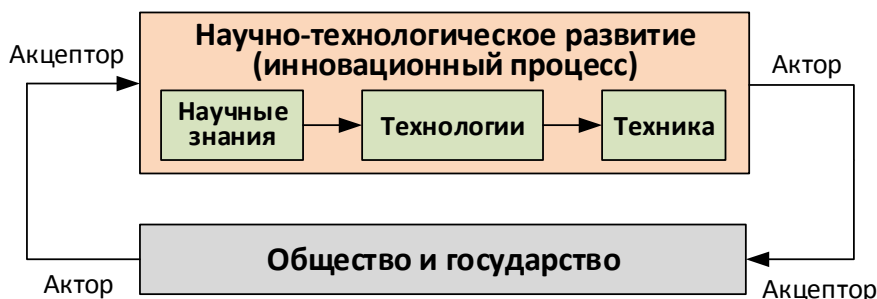 Научно-технологическое развитие
(инновационный процесс)
Акцептор
Актор
Научные
знания
Технологии
Техника
Общество и государство
Актор
Акцептор